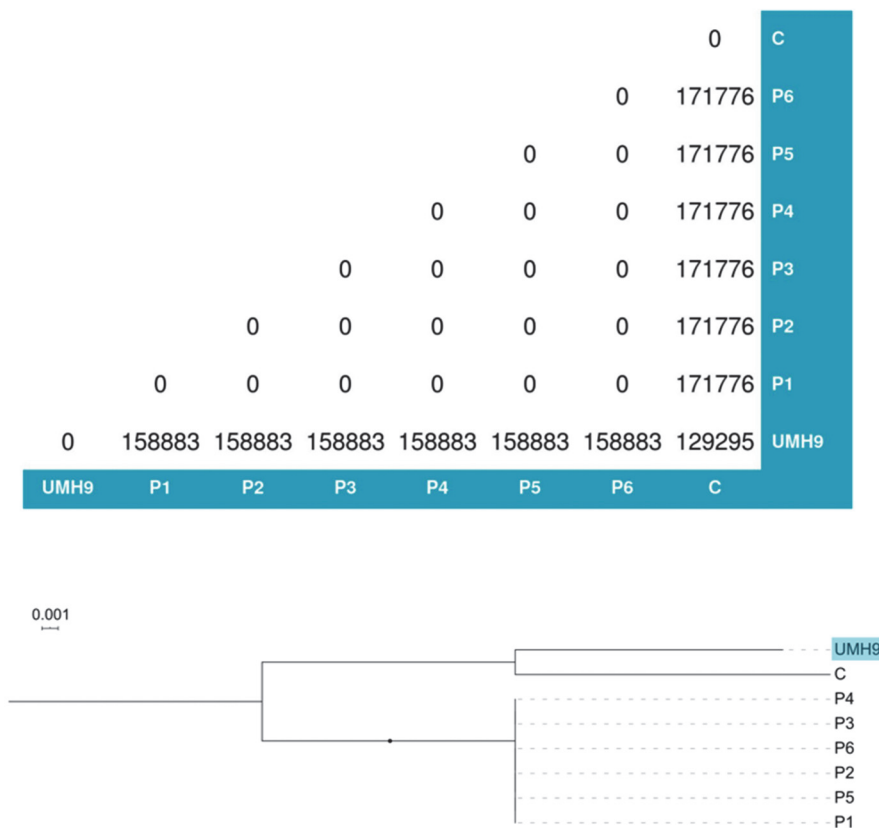 0 C
0 171776 P6
0 0 171776 P5
0 0 0 171776 P4
0 0 0 0 171776 P3
0 0 0 0 0 171776 P2
0 0 0 0 0 0 171776 P1
0 158883 158883 158883 158883 158883 158883 129295 UMH9
UMH9 P1 P2 P3 P4 P5 P6 C
0.001
UMH9
C
P4
P3
P6
P2
P5
P1